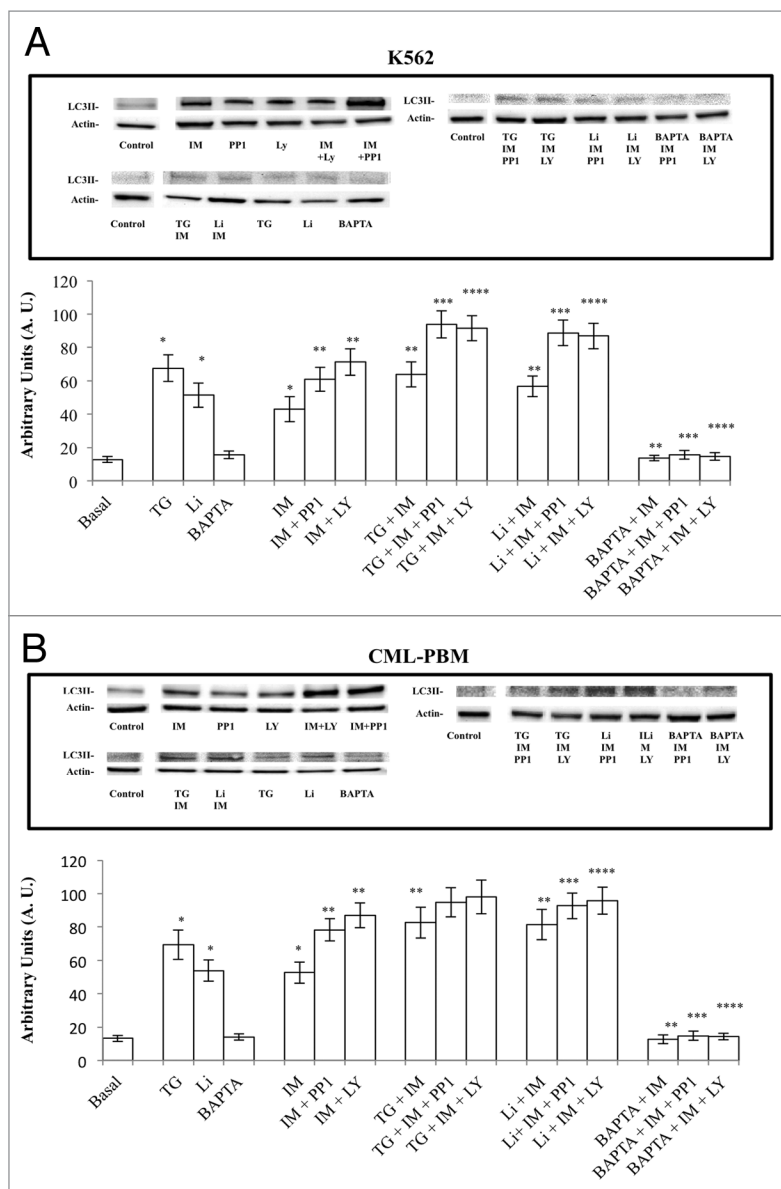 A
K562
LC3II-
Actin-
Control IM PP1 Ly IM +Ly IM +PP1
LC3II-
Actin-
Control TG IM Li IM TG Li BAPTA
LC3II-
Actin-
Control TG IM PP1 TG IM LY Li IM PP1 Li IM LY BAPTA IM PP1 BAPTA IM LY
Arbitrary Units (A. U.)
120
100
80
60
40
20
0
* * * ** ** ** *** **** ** *** **** ** *** ****
Basal TG Li BAPTA IM IM + PP1 IM + LY TG + IM TG + IM + PP1 TG + IM + LY Li + IM Li + IM + PP1 Li + IM + LY BAPTA + IM BAPTA + IM + PP1 BAPTA + IM + LY
B
CML-PBM
LC3II-
Actin-
Control IM PP1 LY IM+LY IM+PP1
LC3II-
Actin-
Control TG IM Li IM TG Li BAPTA
LC3II-
Actin-
Control TG IM PP1 TG IM LY Li IM PP1 ILi M LY BAPTA IM PP1 BAPTA IM LY
Arbitrary Units (A. U.)
120
100
80
60
40
20
0
* * * ** ** ** ** *** **** ** *** ****
Basal TG Li BAPTA IM IM + PP1 IM + LY TG + IM TG + IM + PP1 TG + IM + LY Li+ IM Li+ IM + PP1 Li + IM + LY BAPTA + IM BAPTA + IM + PP1 BAPTA + IM + LY